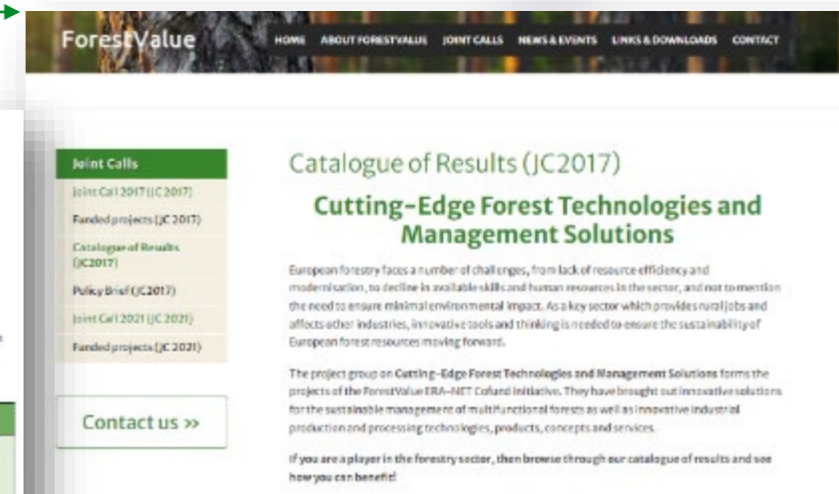 ForestValue
HOME ABOUT FORESTVALUE JOINT CALLS NEWS & EVENTS LINKS & DOWNLOADS CONTACT
Joint Calls
Joint Call 2017 (JC 2017)
Funded projects (JC 2017)
Catalogue of Results
(JC2017)
Policy Brief (JC2017)
Joint Call 2021 (JC 2021)
Funded projects (JC 2021)
Contact us »
Catalogue of Results (JC2017)
Cutting-Edge Forest Technologies and
Management Solutions
European forestry faces a number of challenges, from lack of resource efficiency and
modernisation, to decline in available skills and human resources in the sector, and not to mention
the need to ensure minimal environmental impact. As a key sector which provides rural jobs and
affects other industries, innovative tools and thinking is needed to ensure the sustainability of
European forest resources moving forward.
The project group on Cutting-Edge Forest Technologies and Management Solutions forms the
projects of the ForestValue ERA-NET Cofund Initiative. They have brought out innovative solutions
for the sustainable management of multifunctional forests as well as innovative industrial
production and processing technologies, products, concepts and services.
If you are a player in the forestry sector, then browse through our catalogue of results and see
how you can benefit!